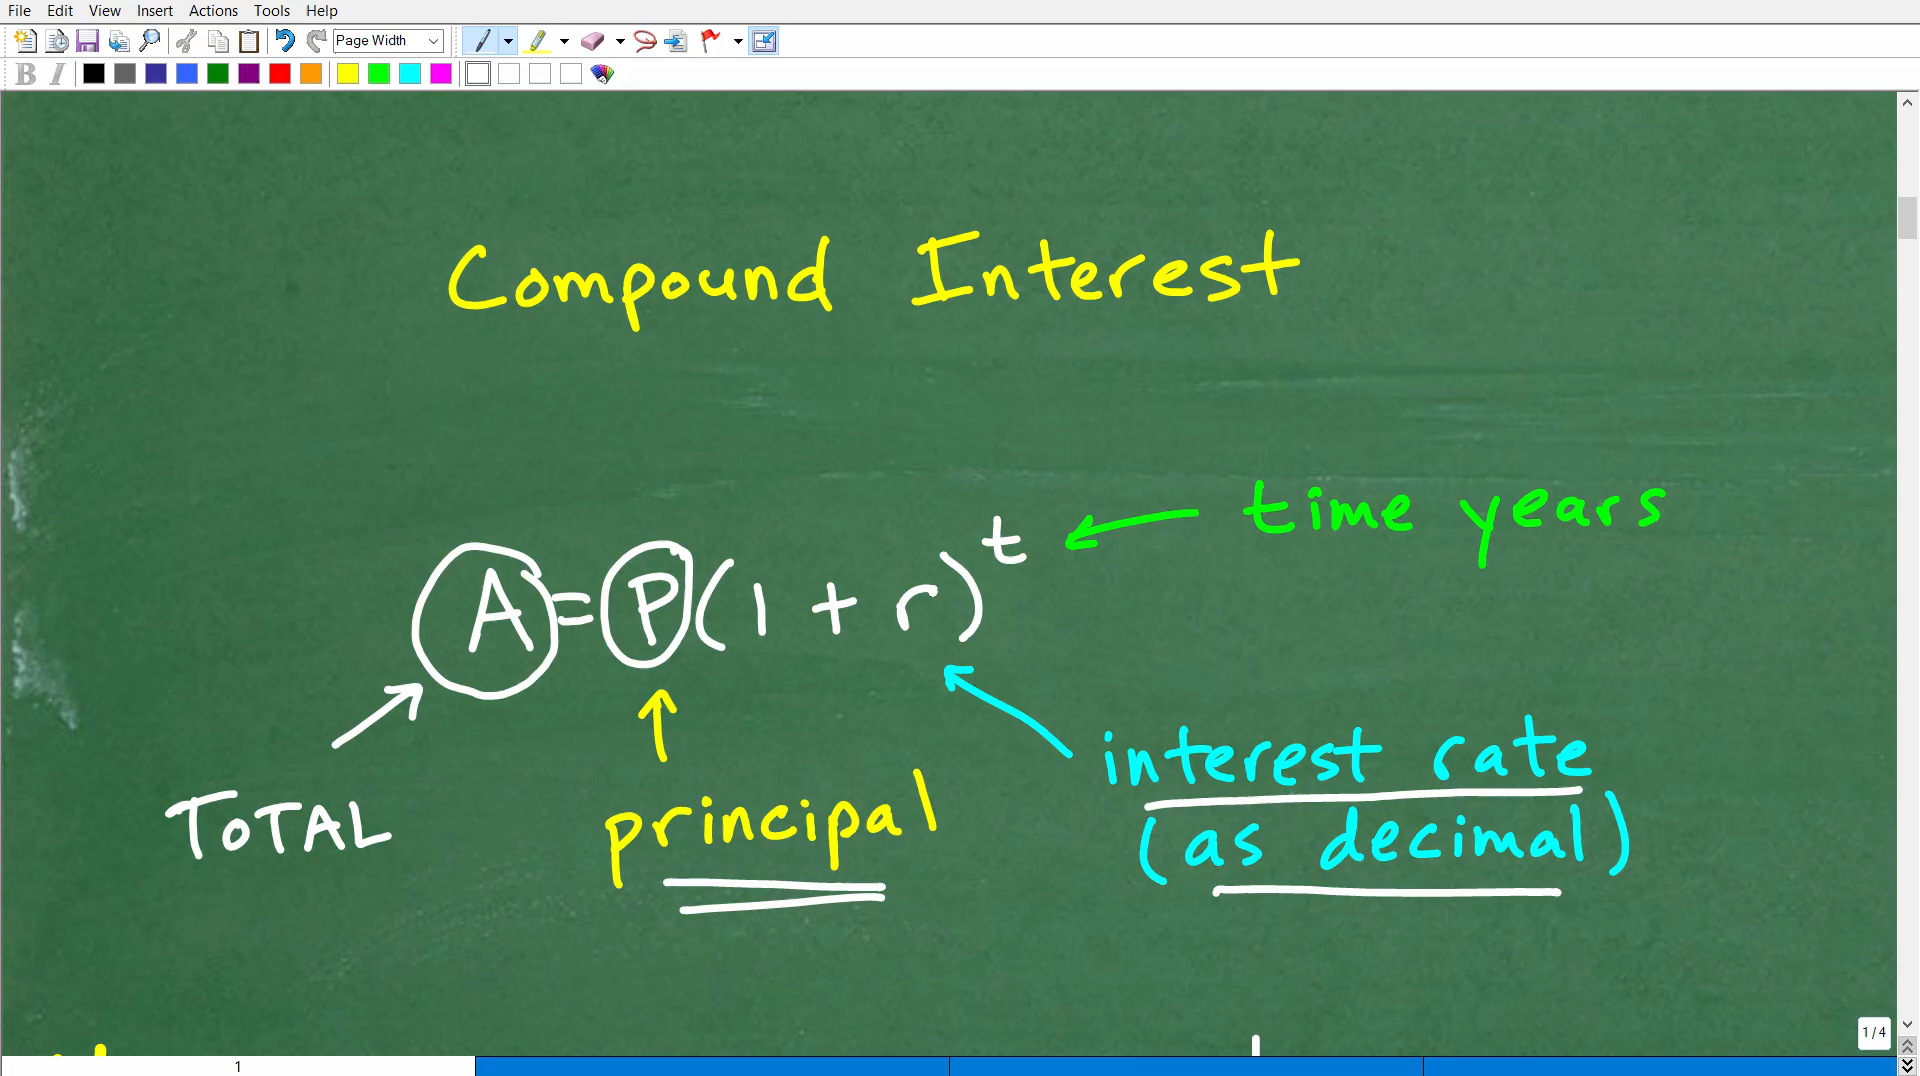 File Edit View Insert Actions Tools Help
Page Width
B I
Compound Interest
time years
A = P(1 + r)^t
TOTAL
principal
interest rate
(as decimal)
1 / 4
1